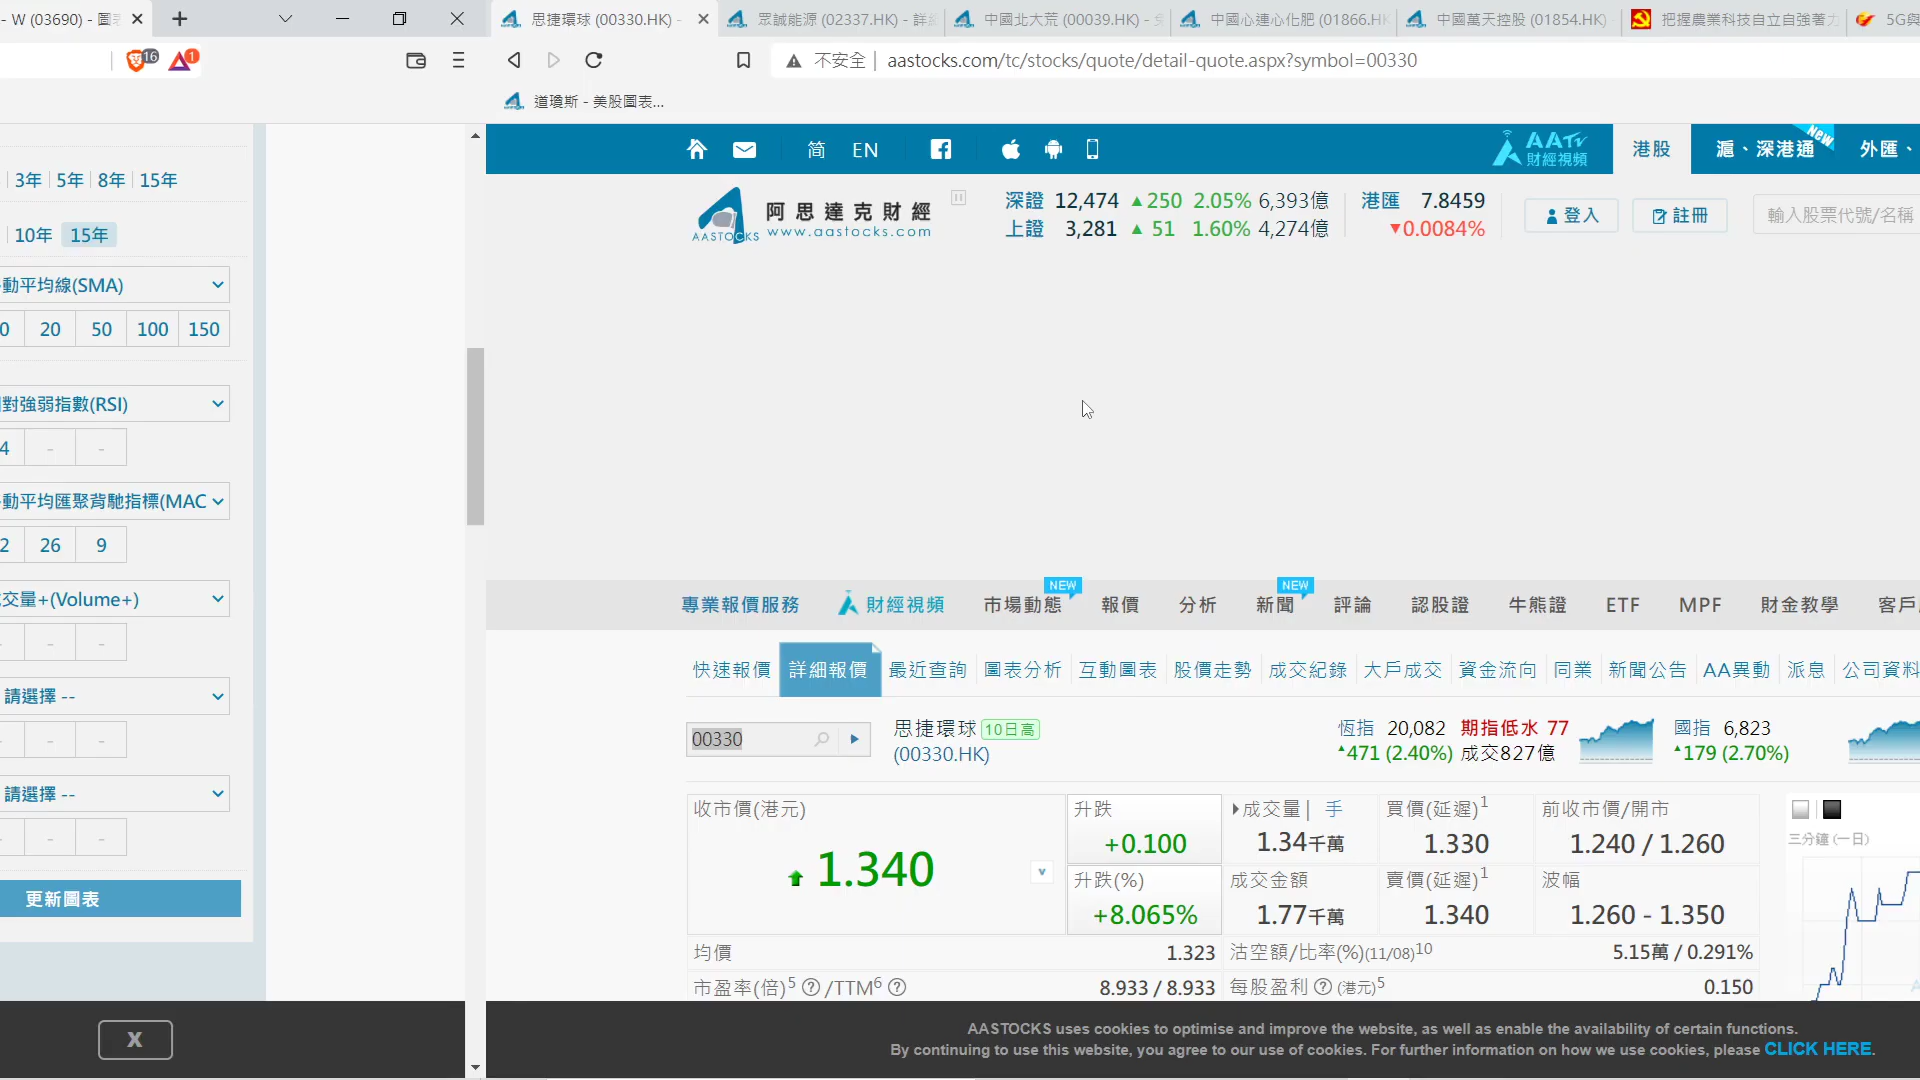 - W (03690) - 圖
16
1
3年 5年 8年 15年
10年 15年
動平均線(SMA)
0 20 50 100 150
對強弱指數(RSI)
4 - -
動平均匯聚背馳指標(MAC
2 26 9
交量+(Volume+)
- - -
請選擇 --
- - -
請選擇 --
- - -
更新圖表
X
思捷環球 (00330.HK) -
眾誠能源 (02337.HK) - 詳
中國北大荒 (00039.HK) -
中國心連心化肥 (01866.HK
中國萬天控股 (01854.HK)
把握農業科技自立自強著力
5G與
不安全 | aastocks.com/tc/stocks/quote/detail-quote.aspx?symbol=00330
道瓊斯 - 美股圖表...
简 EN
AATV
財經視頻
港股
滬、深港通
New
外匯、
AASTOCKS
阿思達克財經
www.aastocks.com
深證 12,474 ▲250 2.05% 6,393億
上證 3,281 ▲ 51 1.60% 4,274億
港匯 7.8459
▼0.0084%
登入
註冊
輸入股票代號/名稱
專業報價服務 財經視頻 市場動態 NEW 報價 分析 新聞 NEW 評論 認股證 牛熊證 ETF MPF 財金教學 客戶
快速報價 詳細報價 最近查詢 圖表分析 互動圖表 股價走勢 成交紀錄 大戶成交 資金流向 同業 新聞公告 AA異動 派息 公司資料
00330
思捷環球 10日高
(00330.HK)
恆指 20,082 期指低水 77
▲471 (2.40%) 成交827億
國指 6,823
▲179 (2.70%)
收市價(港元)
1.340
升跌
+0.100
升跌(%)
+8.065%
成交量| 手
1.34千萬
成交金額
1.77千萬
買價(延遲)1
1.330
賣價(延遲)1
1.340
前收市價/開市
1.240 / 1.260
波幅
1.260 - 1.350
三分鐘 (一日)
均價 1.323
沽空額/比率(%)(11/08)10 5.15萬 / 0.291%
市盈率(倍)5 ? /TTM6 ? 8.933 / 8.933
每股盈利 ? (港元)5 0.150
AASTOCKS uses cookies to optimise and improve the website, as well as enable the availability of certain functions.
By continuing to use this website, you agree to our use of cookies. For further information on how we use cookies, please CLICK HERE.